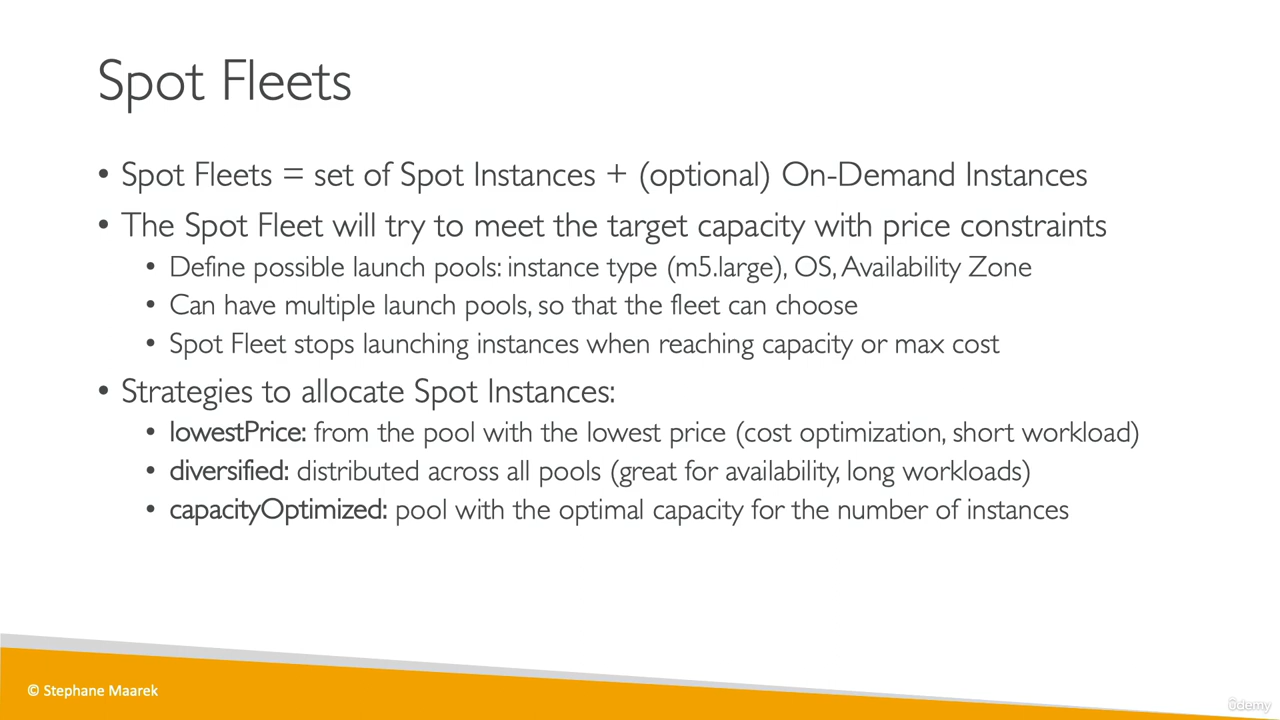 Spot Fleets
• Spot Fleets = set of Spot Instances + (optional) On-Demand Instances
• The Spot Fleet will try to meet the target capacity with price constraints
• Define possible launch pools: instance type (m5.large), OS, Availability Zone
• Can have multiple launch pools, so that the fleet can choose
• Spot Fleet stops launching instances when reaching capacity or max cost
• Strategies to allocate Spot Instances:
• lowestPrice: from the pool with the lowest price (cost optimization, short workload)
• diversified: distributed across all pools (great for availability, long workloads)
• capacityOptimized: pool with the optimal capacity for the number of instances
© Stephane Maarek
ûdemy